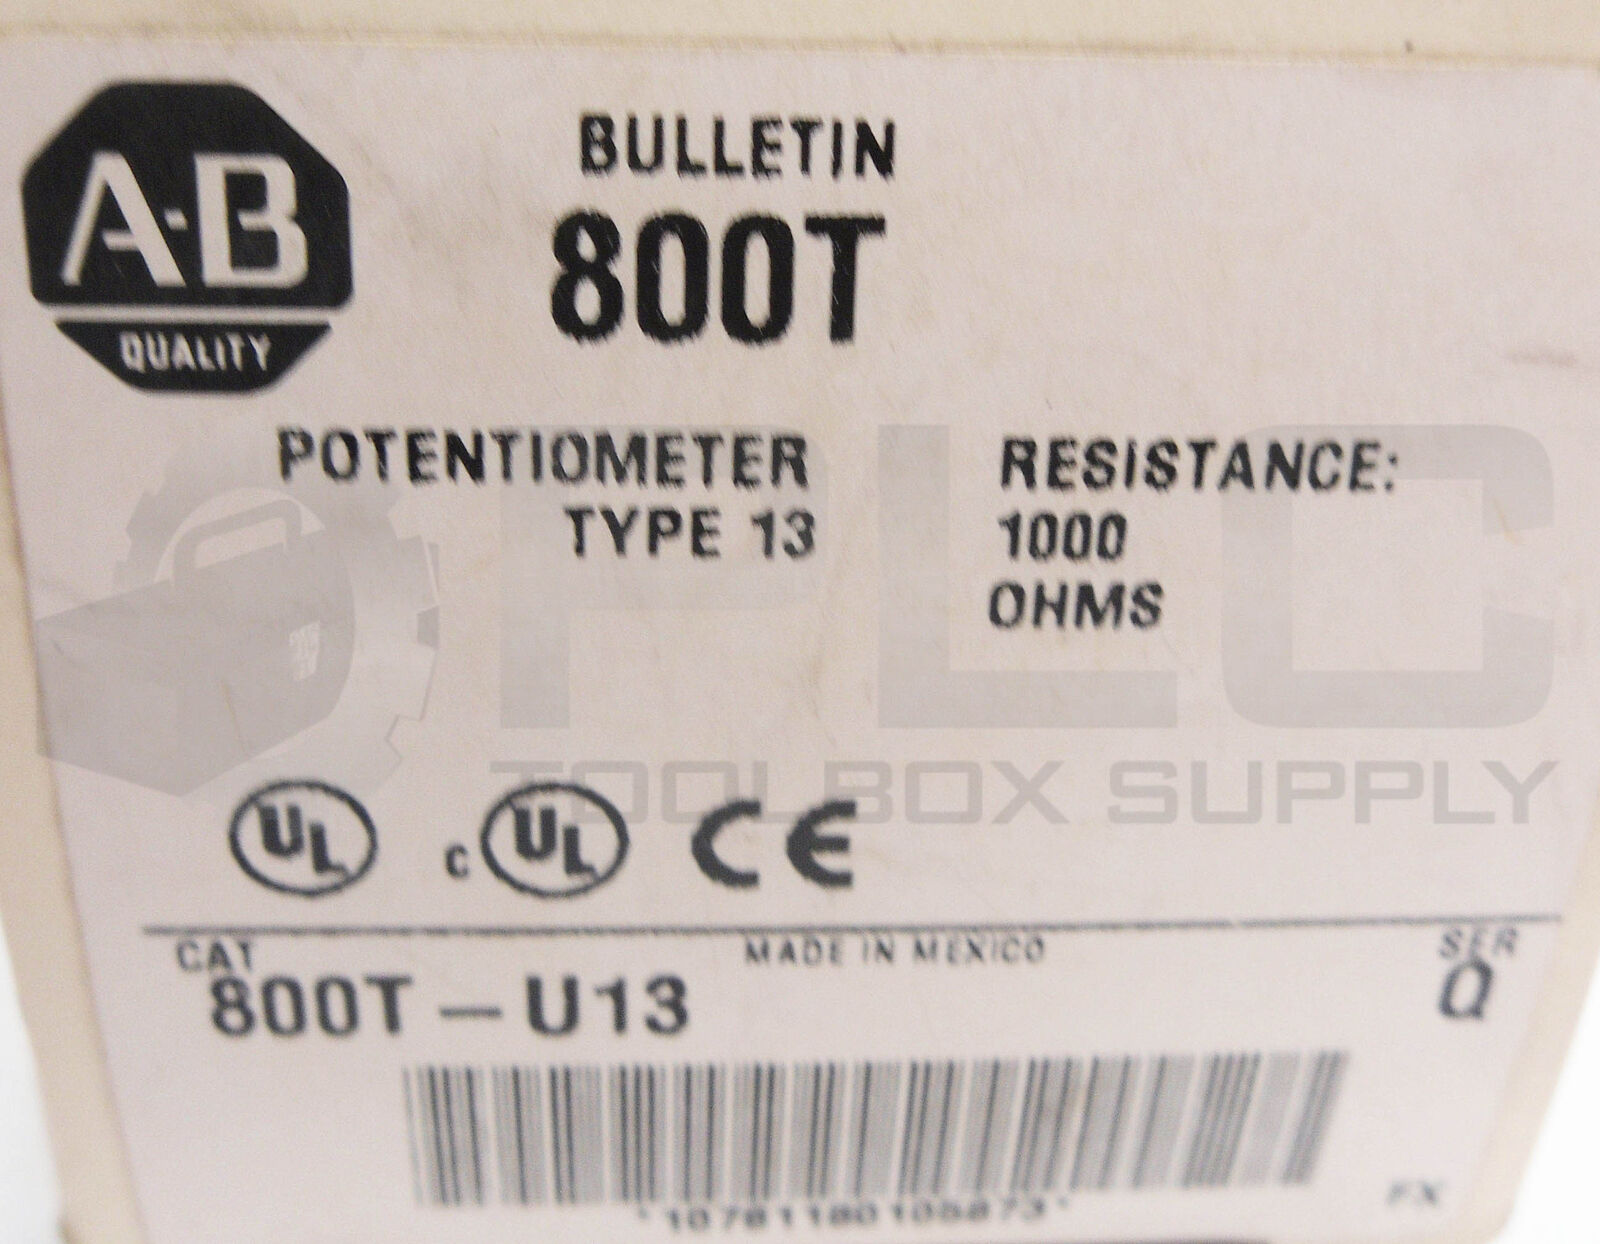 A-B
QUALITY
BULLETIN
800T
POTENTIOMETER
TYPE 13
RESISTANCE:
1000
OHMS
PLC
TOOLBOX SUPPLY
UL
C UL
CE
CAT
MADE IN MEXICO
SER
800T-U13
Q
FX